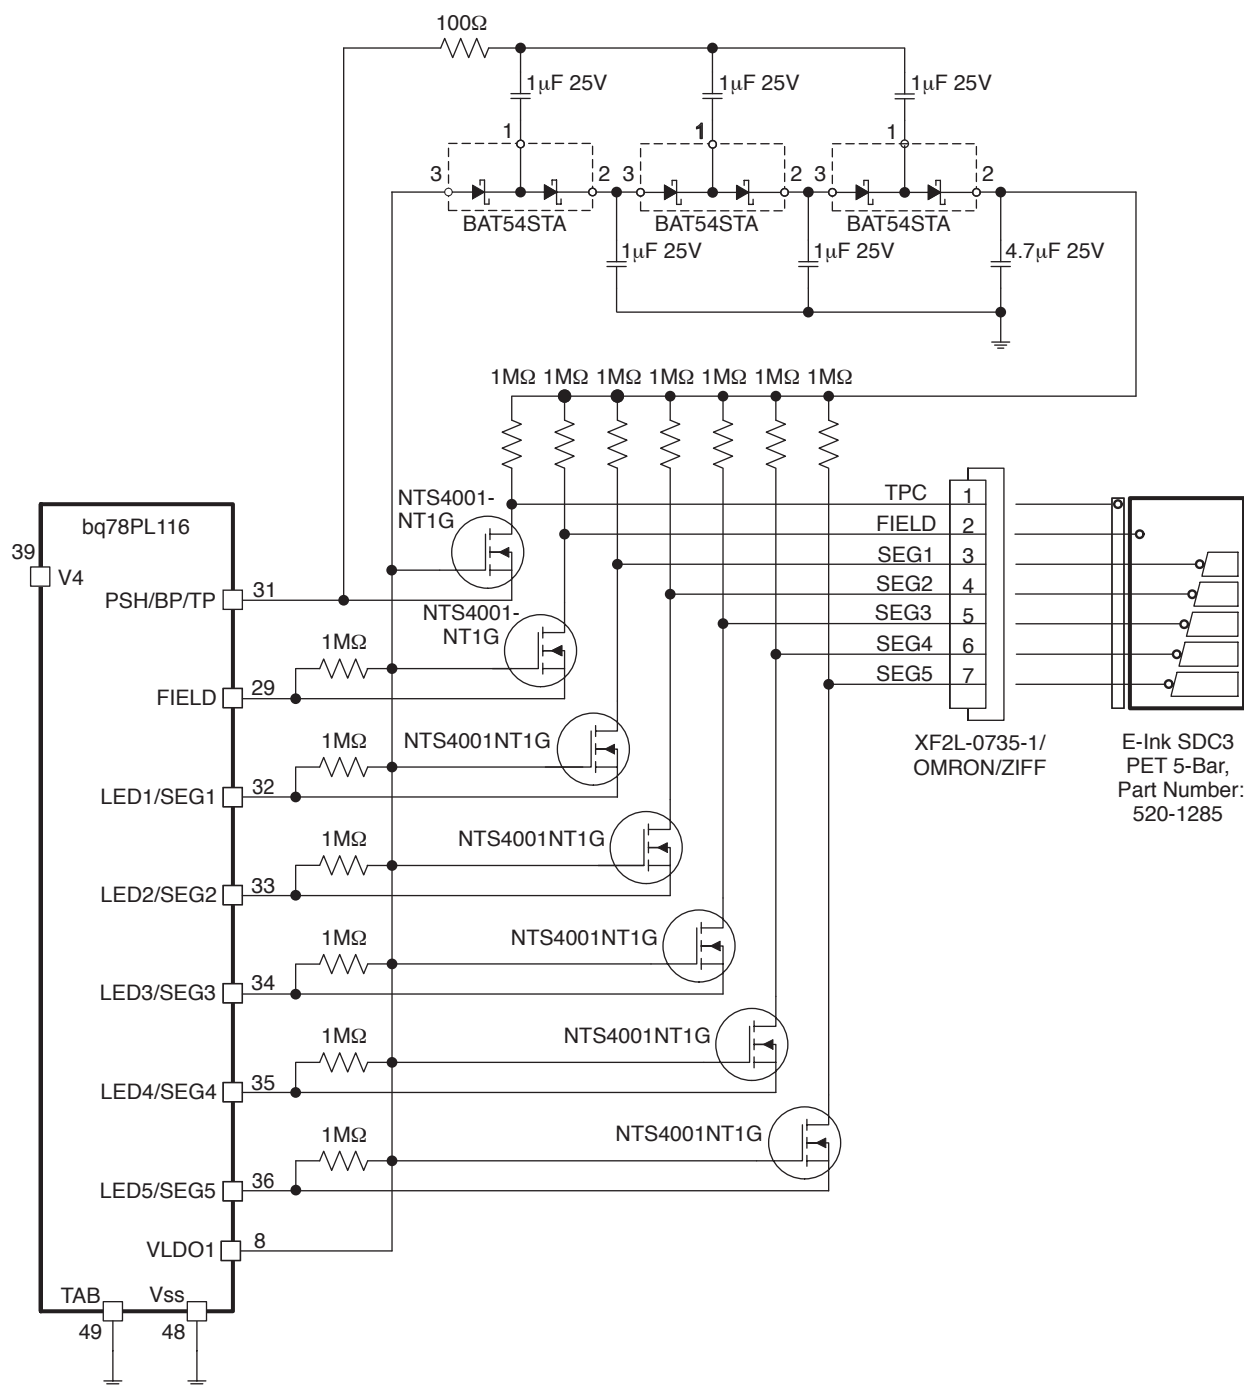 100Ω
1μF 25V 1μF 25V 1μF 25V
1 1 1
3 2 3 2 3 2
BAT54STA BAT54STA BAT54STA
1μF 25V 1μF 25V 4.7μF 25V
1MΩ 1MΩ 1MΩ 1MΩ 1MΩ 1MΩ 1MΩ
NTS4001-
NT1G
TPC 1
FIELD 2
SEG1 3
SEG2 4
SEG3 5
SEG4 6
SEG5 7
XF2L-0735-1/
OMRON/ZIFF
E-Ink SDC3
PET 5-Bar,
Part Number:
520-1285
bq78PL116
39
V4
PSH/BP/TP 31
NTS4001-
NT1G
1MΩ
FIELD 29
NTS4001NT1G
1MΩ
LED1/SEG1 32
NTS4001NT1G
1MΩ
LED2/SEG2 33
NTS4001NT1G
1MΩ
LED3/SEG3 34
NTS4001NT1G
1MΩ
LED4/SEG4 35
NTS4001NT1G
1MΩ
LED5/SEG5 36
VLDO1 8
TAB Vss
49 48